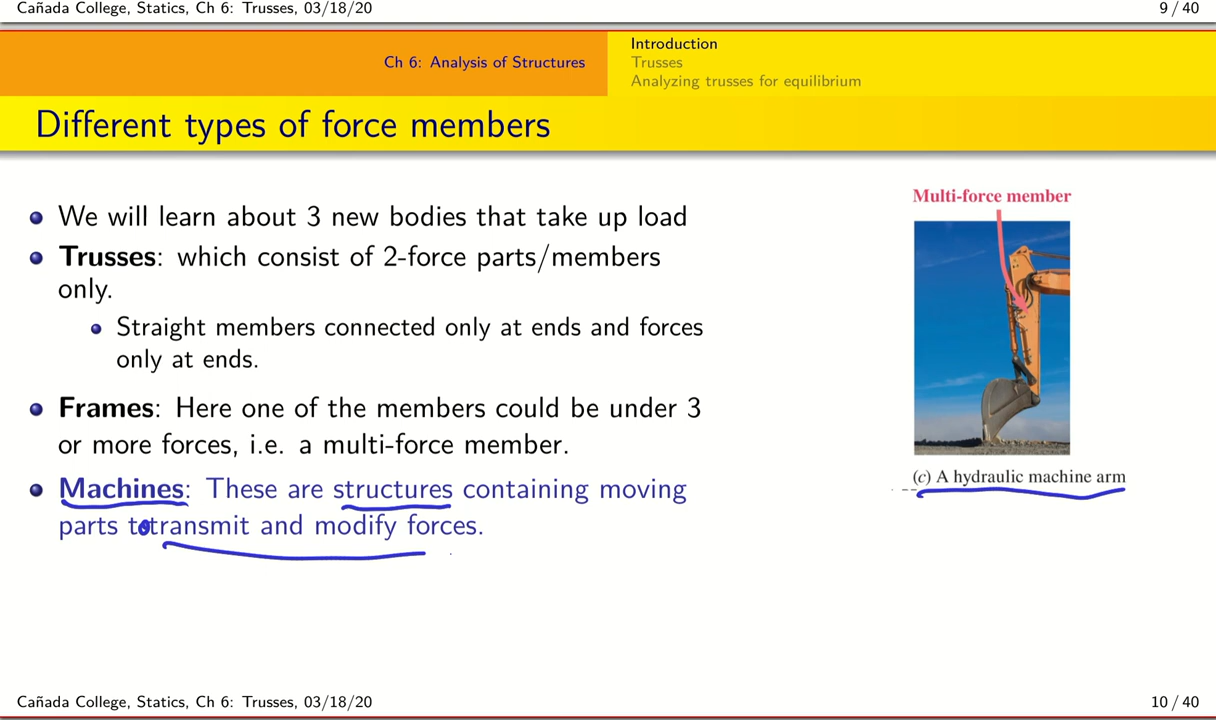 Cañada College, Statics, Ch 6: Trusses, 03/18/20
9 / 40
Ch 6: Analysis of Structures
Introduction
Trusses
Analyzing trusses for equilibrium
Different types of force members
We will learn about 3 new bodies that take up load
Trusses: which consist of 2-force parts/members
only.
Straight members connected only at ends and forces
only at ends.
Frames: Here one of the members could be under 3
or more forces, i.e. a multi-force member.
Machines: These are structures containing moving
parts to transmit and modify forces.
Multi-force member
(c) A hydraulic machine arm
Cañada College, Statics, Ch 6: Trusses, 03/18/20
10 / 40